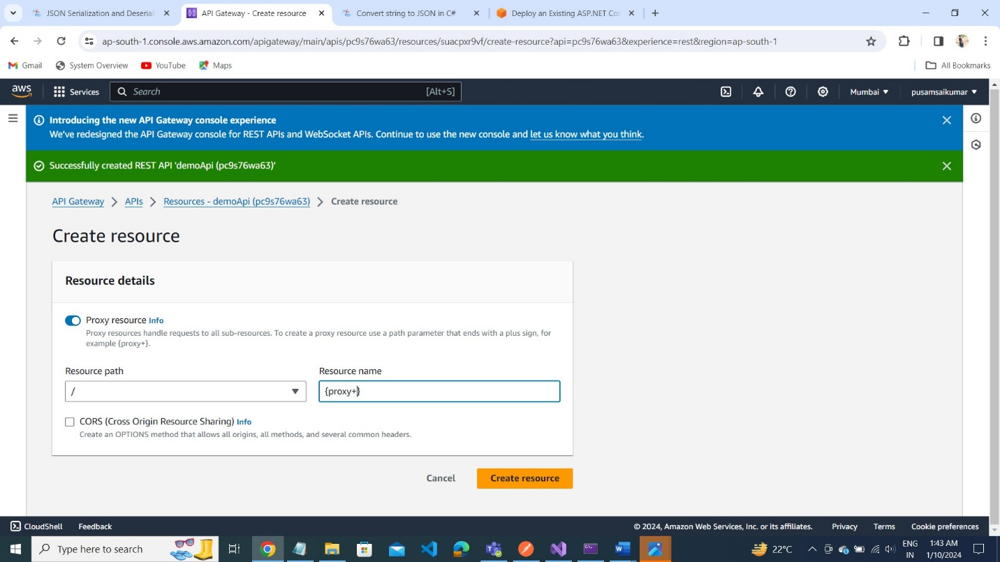 JSON Serialization and Deserial
API Gateway - Create resource
Convert string to JSON in C#
Deploy an Existing ASP.NET Co
ap-south-1.console.aws.amazon.com/apigateway/main/apis/pc9s76wa63/resources/suacpxr9vf/create-resource?api=pc9s76wa63&experience=rest&region=ap-south-1
Gmail
System Overview
YouTube
Maps
All Bookmarks
aws
Services
Search
[Alt+S]
Mumbai
pusamsaikumar
Introducing the new API Gateway console experience
We've redesigned the API Gateway console for REST APIs and WebSocket APIs. Continue to use the new console and let us know what you think.
Successfully created REST API 'demoApi (pc9s76wa63)'
API Gateway
APIs
Resources - demoApi (pc9s76wa63)
Create resource
Create resource
Resource details
Proxy resource Info
Proxy resources handle requests to all sub-resources. To create a proxy resource use a path parameter that ends with a plus sign, for
example {proxy+}.
Resource path
Resource name
/
{proxy+}
CORS (Cross Origin Resource Sharing) Info
Create an OPTIONS method that allows all origins, all methods, and several common headers.
Cancel
Create resource
CloudShell
Feedback
© 2024, Amazon Web Services, Inc. or its affiliates.
Privacy
Terms
Cookie preferences
Type here to search
22°C
ENG
IN
1:43 AM
1/10/2024